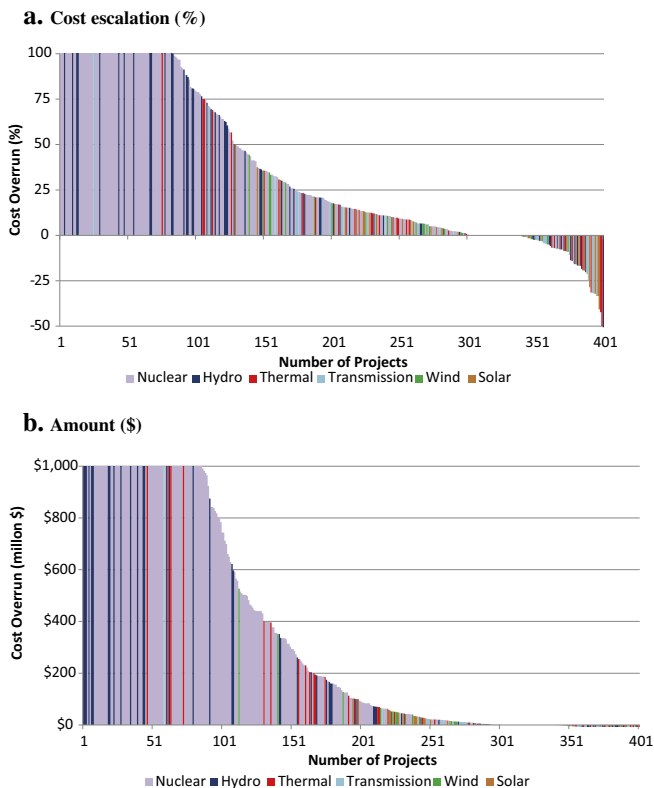 a. Cost escalation (%)
100
75
50
25
0
-25
-50
Cost Overrun (%)
1 51 101 151 201 251 301 351 401
Number of Projects
Nuclear Hydro Thermal Transmission Wind Solar
b. Amount ($)
$1,000
$800
$600
$400
$200
$0
Cost Overrun (millon $)
1 51 101 151 201 251 301 351 401
Number of Projects
Nuclear Hydro Thermal Transmission Wind Solar